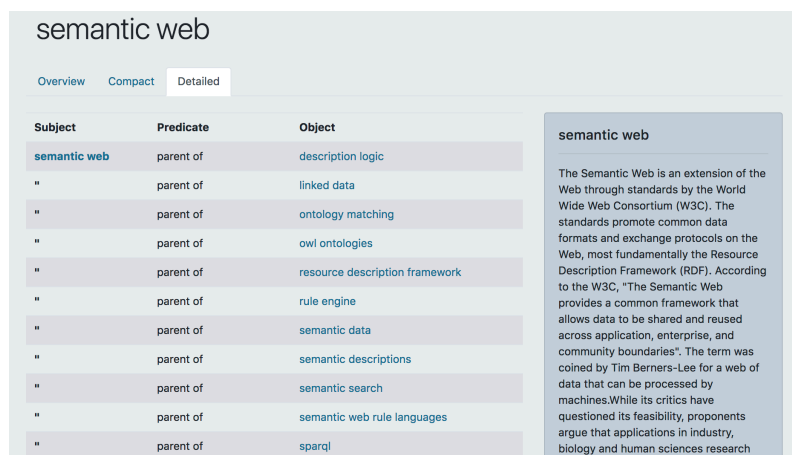 semantic web
Overview Compact Detailed
Subject Predicate Object
semantic web parent of description logic
" parent of linked data
" parent of ontology matching
" parent of owl ontologies
" parent of resource description framework
" parent of rule engine
" parent of semantic data
" parent of semantic descriptions
" parent of semantic search
" parent of semantic web rule languages
" parent of sparql
semantic web
The Semantic Web is an extension of the
Web through standards by the World
Wide Web Consortium (W3C). The
standards promote common data
formats and exchange protocols on the
Web, most fundamentally the Resource
Description Framework (RDF). According
to the W3C, "The Semantic Web
provides a common framework that
allows data to be shared and reused
across application, enterprise, and
community boundaries". The term was
coined by Tim Berners-Lee for a web of
data that can be processed by
machines.While its critics have
questioned its feasibility, proponents
argue that applications in industry,
biology and human sciences research